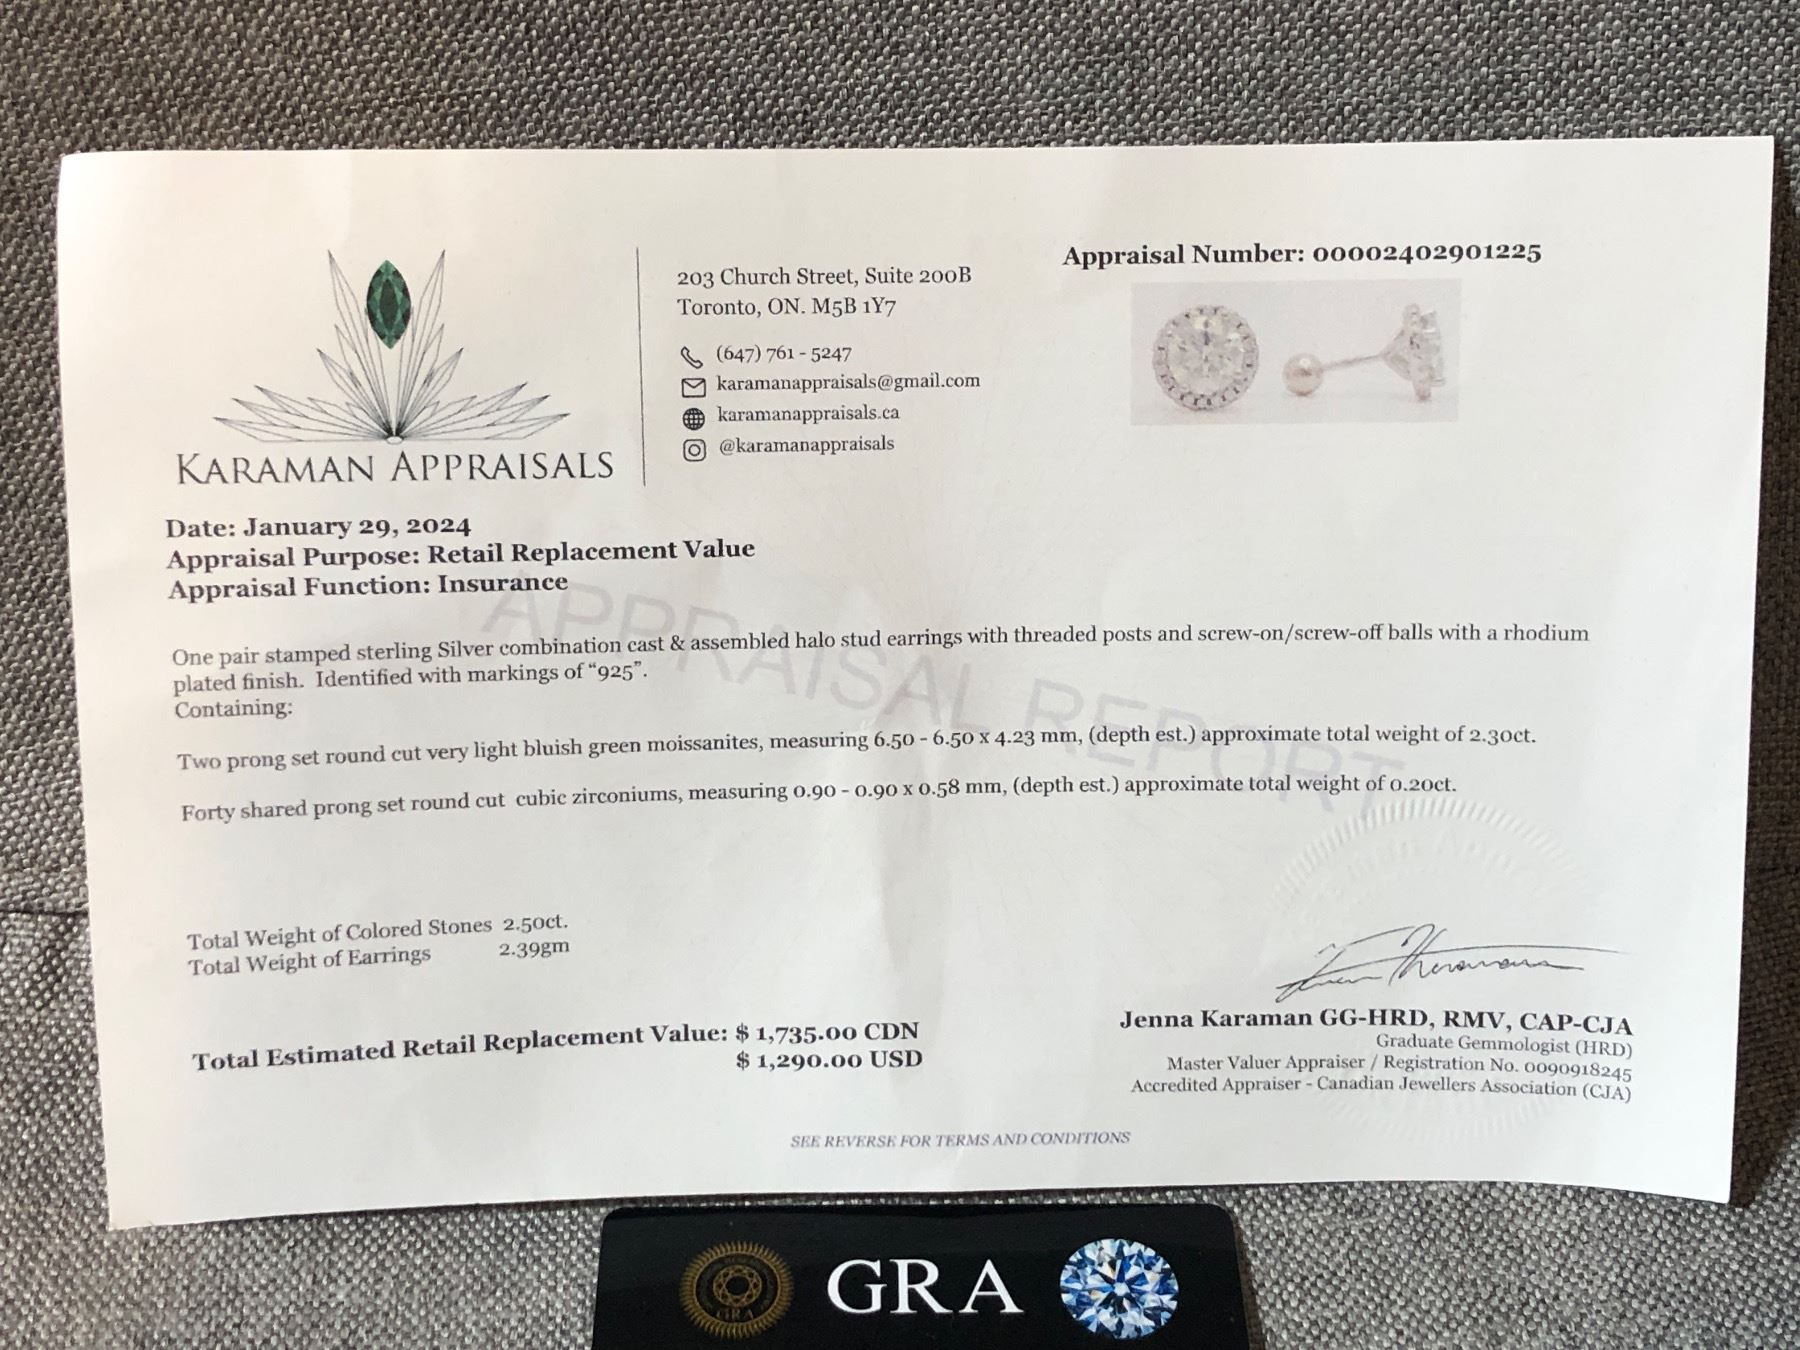 KARAMAN APPRAISALS
203 Church Street, Suite 200B
Toronto, ON. M5B 1Y7
(647) 761 - 5247
karamanappraisals@gmail.com
karamanappraisals.ca
@karamanappraisals
Appraisal Number: 00002402901225
Date: January 29, 2024
Appraisal Purpose: Retail Replacement Value
Appraisal Function: Insurance
APPRAISAL REPORT
One pair stamped sterling Silver combination cast & assembled halo stud earrings with threaded posts and screw-on/screw-off balls with a rhodium
plated finish. Identified with markings of “925”.
Containing:
Two prong set round cut very light bluish green moissanites, measuring 6.50 - 6.50 x 4.23 mm, (depth est.) approximate total weight of 2.30ct.
Forty shared prong set round cut cubic zirconiums, measuring 0.90 - 0.90 x 0.58 mm, (depth est.) approximate total weight of 0.20ct.
Total Weight of Colored Stones 2.50ct.
Total Weight of Earrings 2.39gm
Total Estimated Retail Replacement Value: $ 1,735.00 CDN
$ 1,290.00 USD
Jenna Karaman GG-HRD, RMV, CAP-CJA
Graduate Gemmologist (HRD)
Master Valuer Appraiser / Registration No. 0090918245
Accredited Appraiser - Canadian Jewellers Association (CJA)
SEE REVERSE FOR TERMS AND CONDITIONS
GRA
GRA